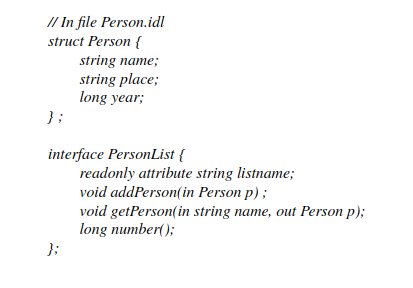 // In file Person.idl
struct Person {
string name;
string place;
long year;
} ;
interface PersonList {
readonly attribute string listname;
void addPerson(in Person p) ;
void getPerson(in string name, out Person p);
long number();
};